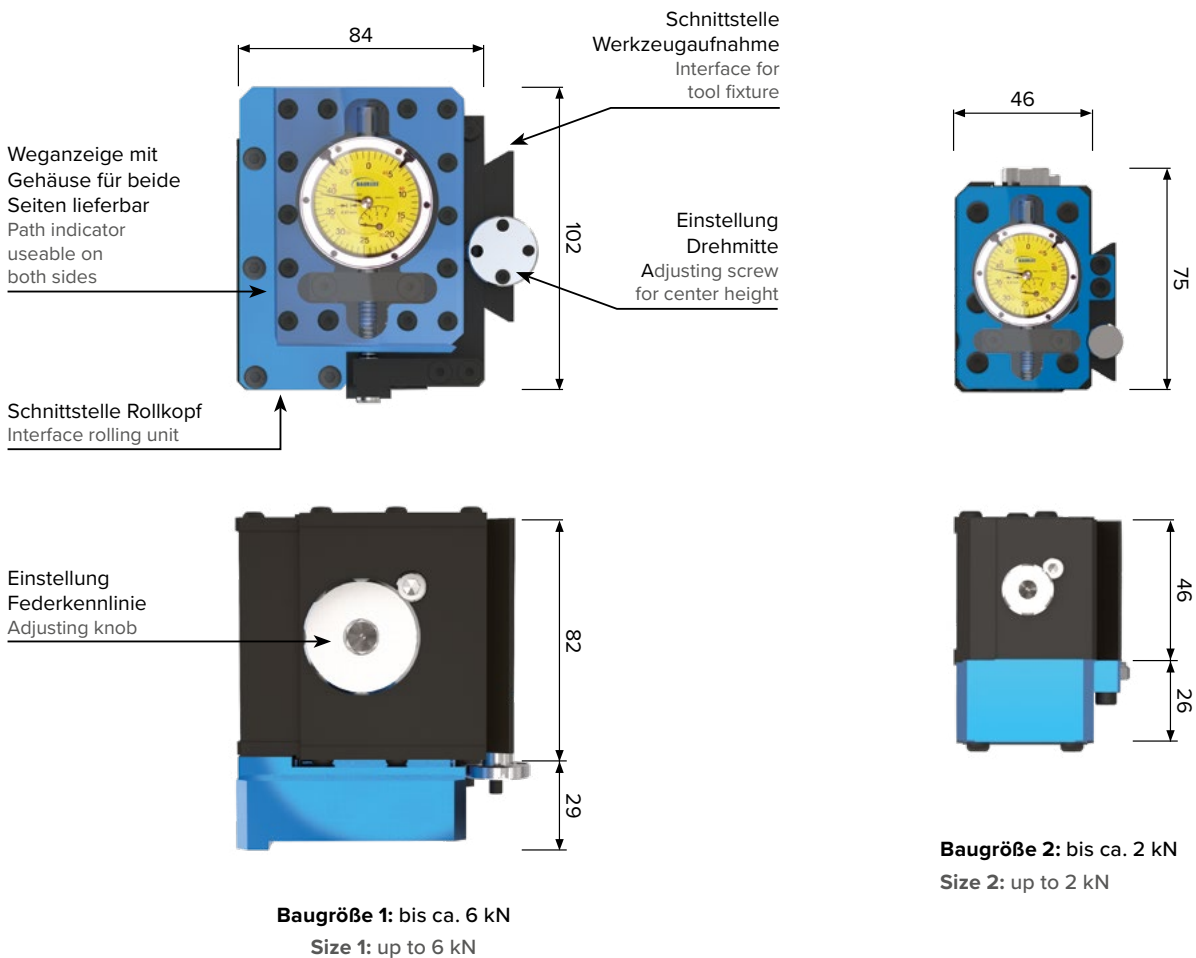 84
Schnittstelle
Werkzeugaufnahme
Interface for
tool fixture
46
Weganzeige mit
Gehäuse für beide
Seiten lieferbar
Path indicator
useable on
both sides
102
Einstellung
Drehmitte
Adjusting screw
for center height
75
Schnittstelle Rollkopf
Interface rolling unit
Einstellung
Federkennlinie
Adjusting knob
82
29
46
26
Baugröße 2: bis ca. 2 kN
Size 2: up to 2 kN
Baugröße 1: bis ca. 6 kN
Size 1: up to 6 kN